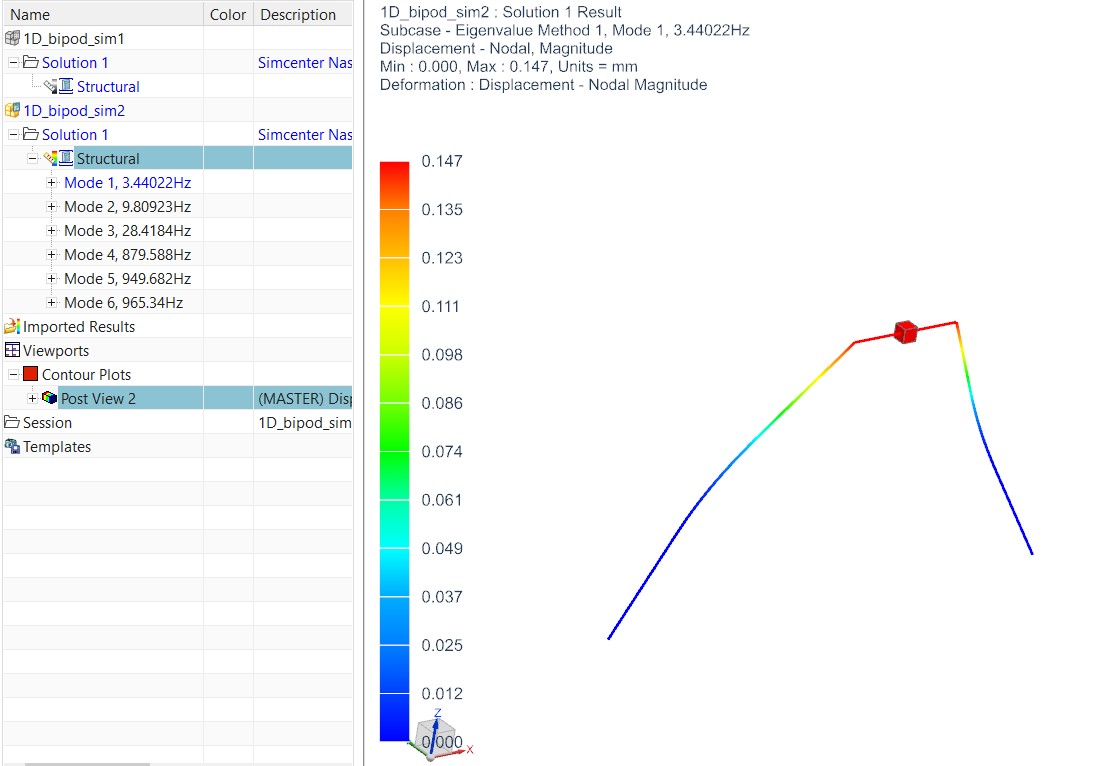 Name Color Description
1D_bipod_sim1
Solution 1 Simcenter Nas
Structural
1D_bipod_sim2
Solution 1 Simcenter Nas
Structural
Mode 1, 3.44022Hz
Mode 2, 9.80923Hz
Mode 3, 28.4184Hz
Mode 4, 879.588Hz
Mode 5, 949.682Hz
Mode 6, 965.34Hz
Imported Results
Viewports
Contour Plots
Post View 2 (MASTER) Disp
Session 1D_bipod_sim
Templates
1D_bipod_sim2 : Solution 1 Result
Subcase - Eigenvalue Method 1, Mode 1, 3.44022Hz
Displacement - Nodal, Magnitude
Min : 0.000, Max : 0.147, Units = mm
Deformation : Displacement - Nodal Magnitude
0.147
0.135
0.123
0.111
0.098
0.086
0.074
0.061
0.049
0.037
0.025
0.012
0.000
Z
X